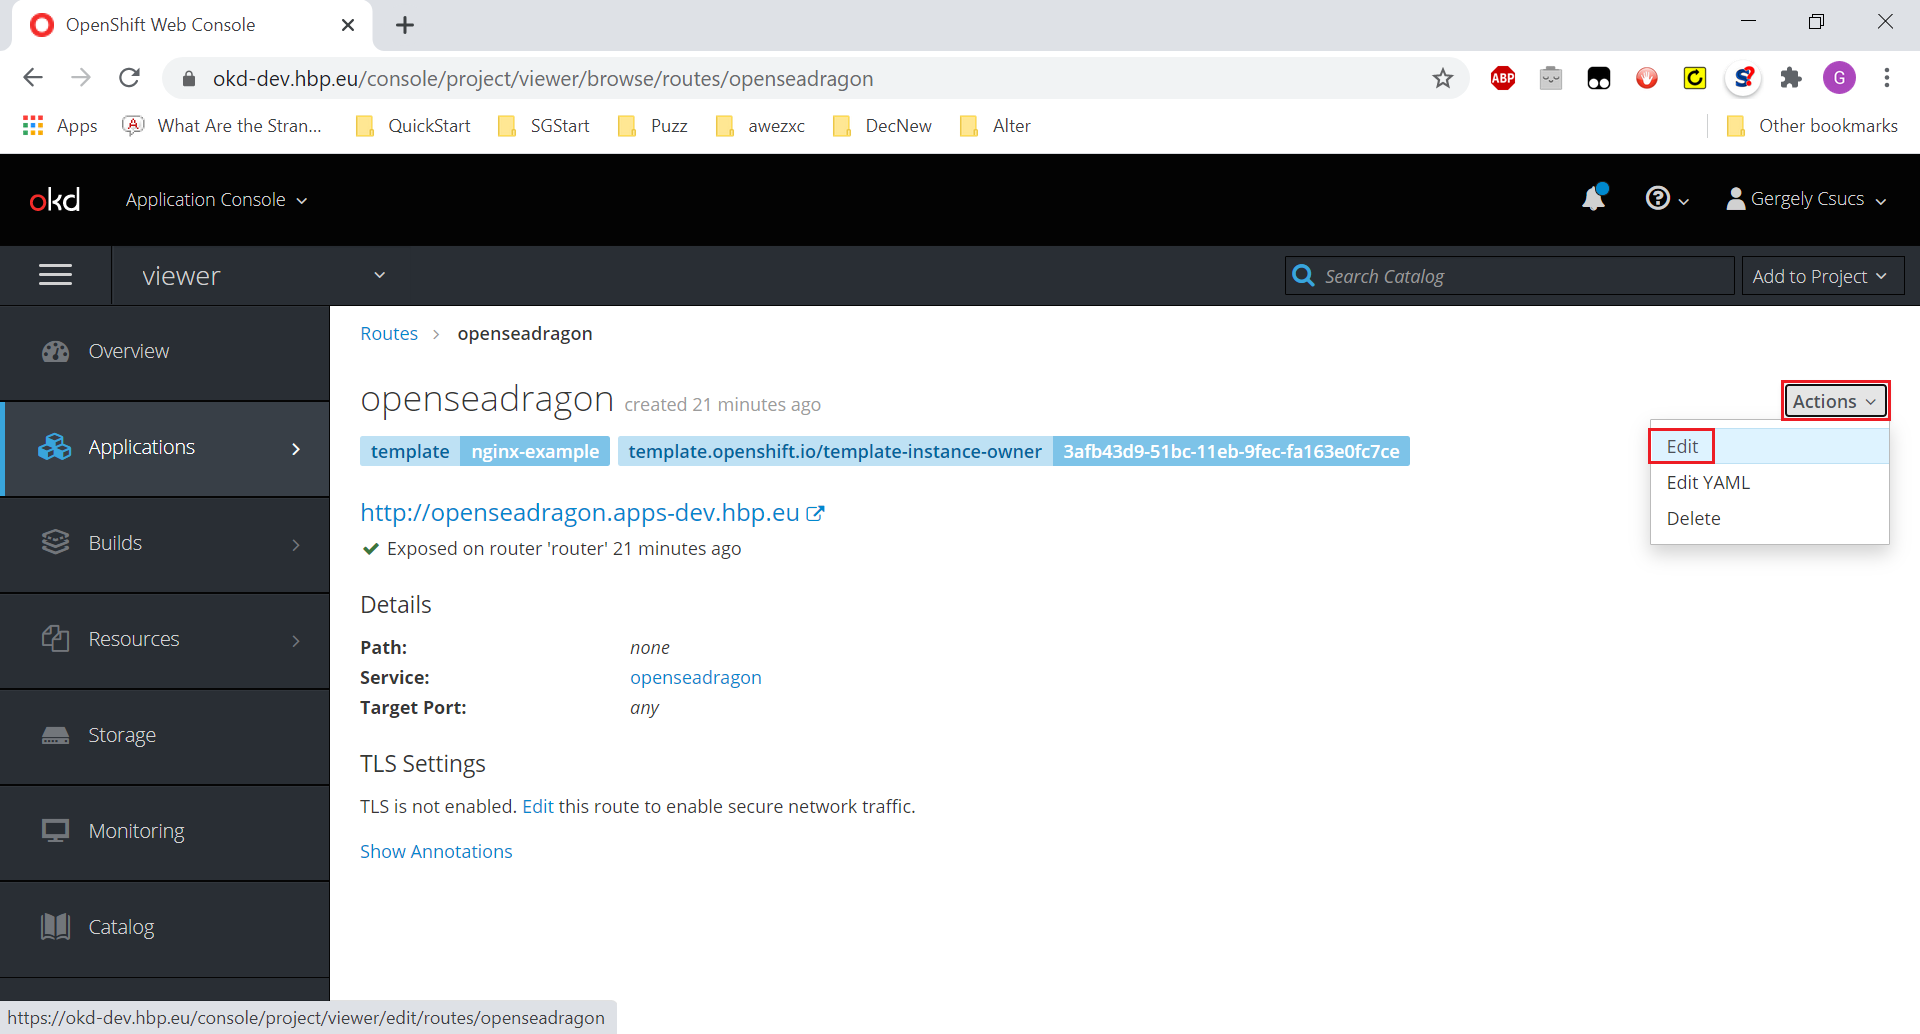 OpenShift Web Console
okd-dev.hbp.eu/console/project/viewer/browse/routes/openseadragon
ABP
G
Apps
What Are the Stran...
QuickStart
SGStart
Puzz
awezxc
DecNew
Alter
Other bookmarks
okd
Application Console
Gergely Csucs
viewer
Search Catalog
Add to Project
Overview
Applications
Builds
Resources
Storage
Monitoring
Catalog
Routes > openseadragon
openseadragon created 21 minutes ago
Actions
Edit
Edit YAML
Delete
template nginx-example template.openshift.io/template-instance-owner 3afb43d9-51bc-11eb-9fec-fa163e0fc7ce
http://openseadragon.apps-dev.hbp.eu
Exposed on router 'router' 21 minutes ago
Details
Path: none
Service: openseadragon
Target Port: any
TLS Settings
TLS is not enabled. Edit this route to enable secure network traffic.
Show Annotations
https://okd-dev.hbp.eu/console/project/viewer/edit/routes/openseadragon